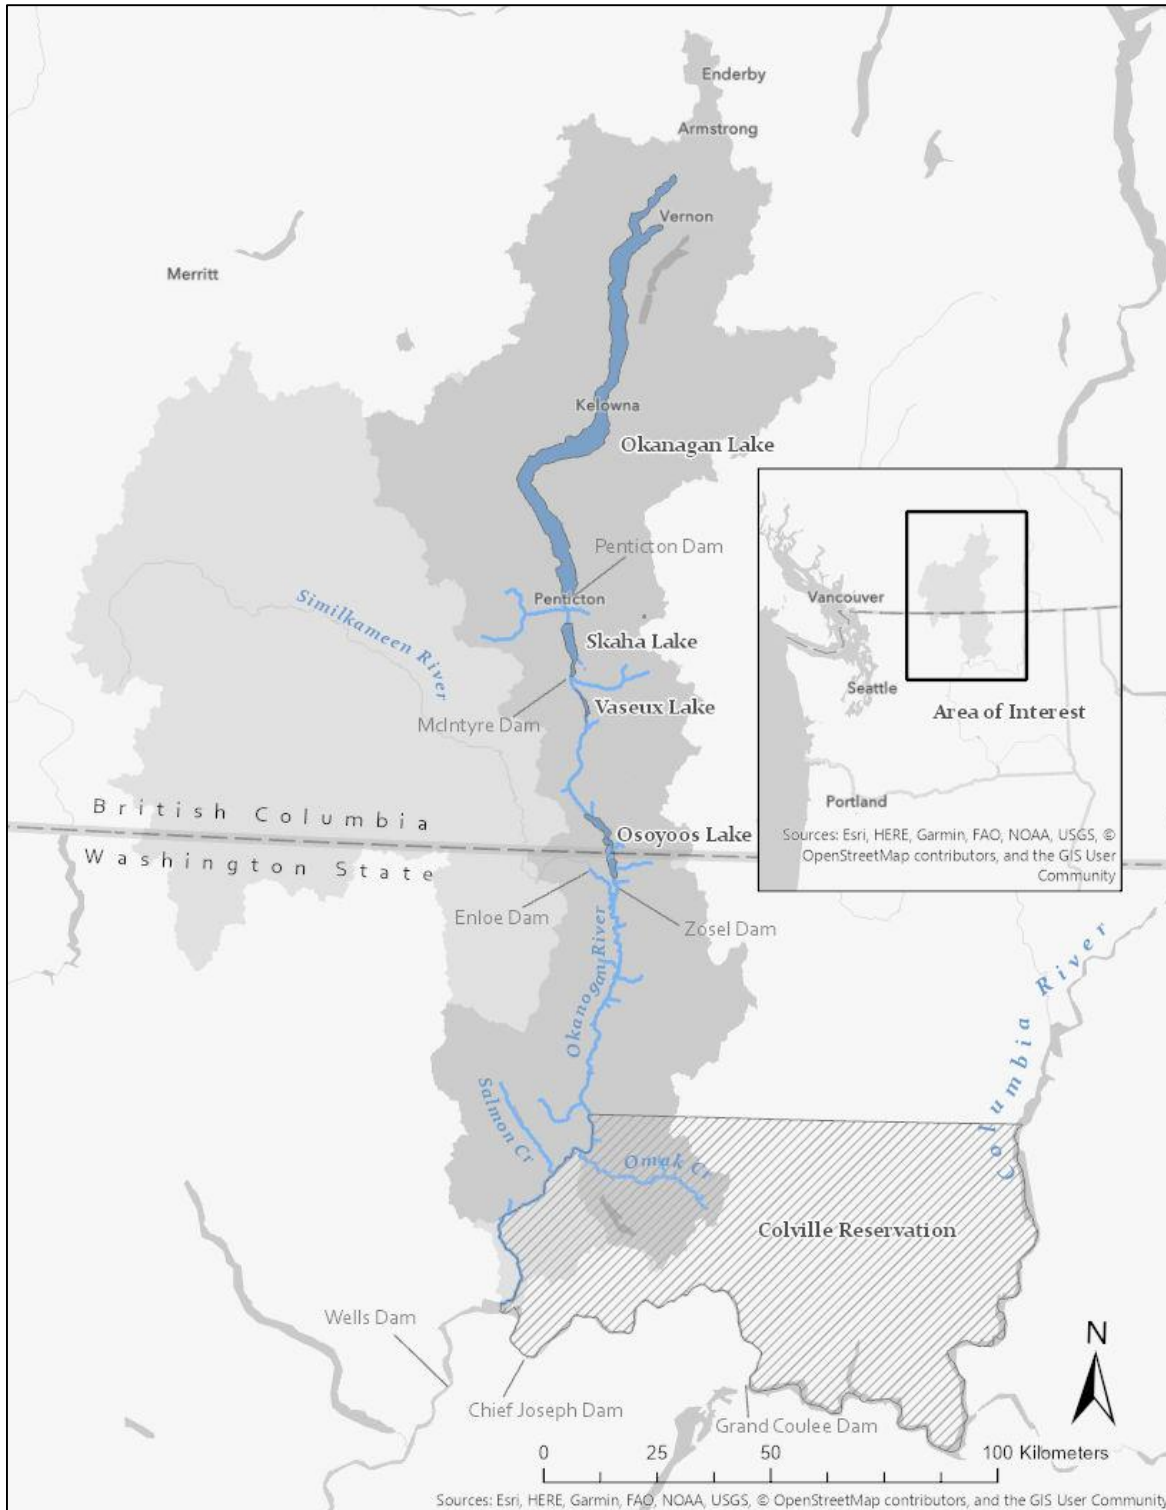 Enderby
Armstrong
Vernon
Merritt
Kelowna
Okanagan Lake
Penticton Dam
Penticton
Similkameen River
Skaha Lake
Vaseux Lake
McIntyre Dam
British Columbia
Osoyoos Lake
Washington State
Enloe Dam
Zosel Dam
Okanogan River
Columbia River
Salmon Cr
Omak Cr
Colville Reservation
Wells Dam
Chief Joseph Dam
Grand Coulee Dam
N
0 25 50 100 Kilometers
Sources: Esri, HERE, Garmin, FAO, NOAA, USGS, © OpenStreetMap contributors, and the GIS User Community
Vancouver
Seattle
Area of Interest
Portland
Sources: Esri, HERE, Garmin, FAO, NOAA, USGS, ©
OpenStreetMap contributors, and the GIS User
Community